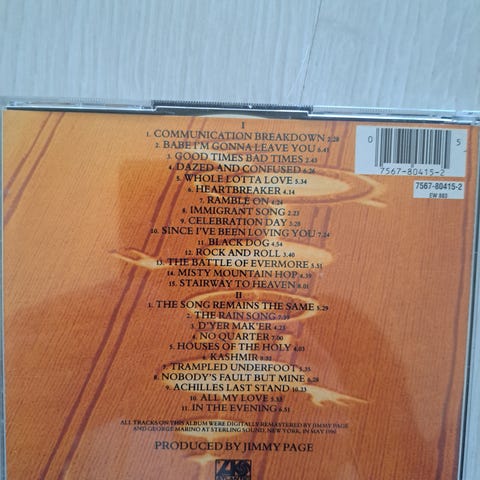 I
1. COMMUNICATION BREAKDOWN 2.28
2. BABE I'M GONNA LEAVE YOU 6.41
3. GOOD TIMES BAD TIMES 2.43
4. DAZED AND CONFUSED 6.26
5. WHOLE LOTTA LOVE 5.34
6. HEARTBREAKER 4.14
7. RAMBLE ON 4.24
8. IMMIGRANT SONG 2.23
9. CELEBRATION DAY 3.28
10. SINCE I'VE BEEN LOVING YOU 7.24
11. BLACK DOG 4.54
12. ROCK AND ROLL 3.40
13. THE BATTLE OF EVERMORE 5.51
14. MISTY MOUNTAIN HOP 4.39
15. STAIRWAY TO HEAVEN 8.01
II
1. THE SONG REMAINS THE SAME 5.29
2. THE RAIN SONG 7.39
3. D'YER MAK'ER 4.23
4. NO QUARTER 7.00
5. HOUSES OF THE HOLY 4.03
6. KASHMIR 8.32
7. TRAMPLED UNDERFOOT 5.35
8. NOBODY'S FAULT BUT MINE 6.28
9. ACHILLES LAST STAND 10.23
10. ALL MY LOVE 5.53
11. IN THE EVENING 6.51
ALL TRACKS ON THIS ALBUM WERE DIGITALLY REMASTERED BY JIMMY PAGE
AND GEORGE MARINO AT STERLING SOUND, NEW YORK, IN MAY 1990
PRODUCED BY JIMMY PAGE
0 5
7567-80415-2
7567-80415-2
EW 883